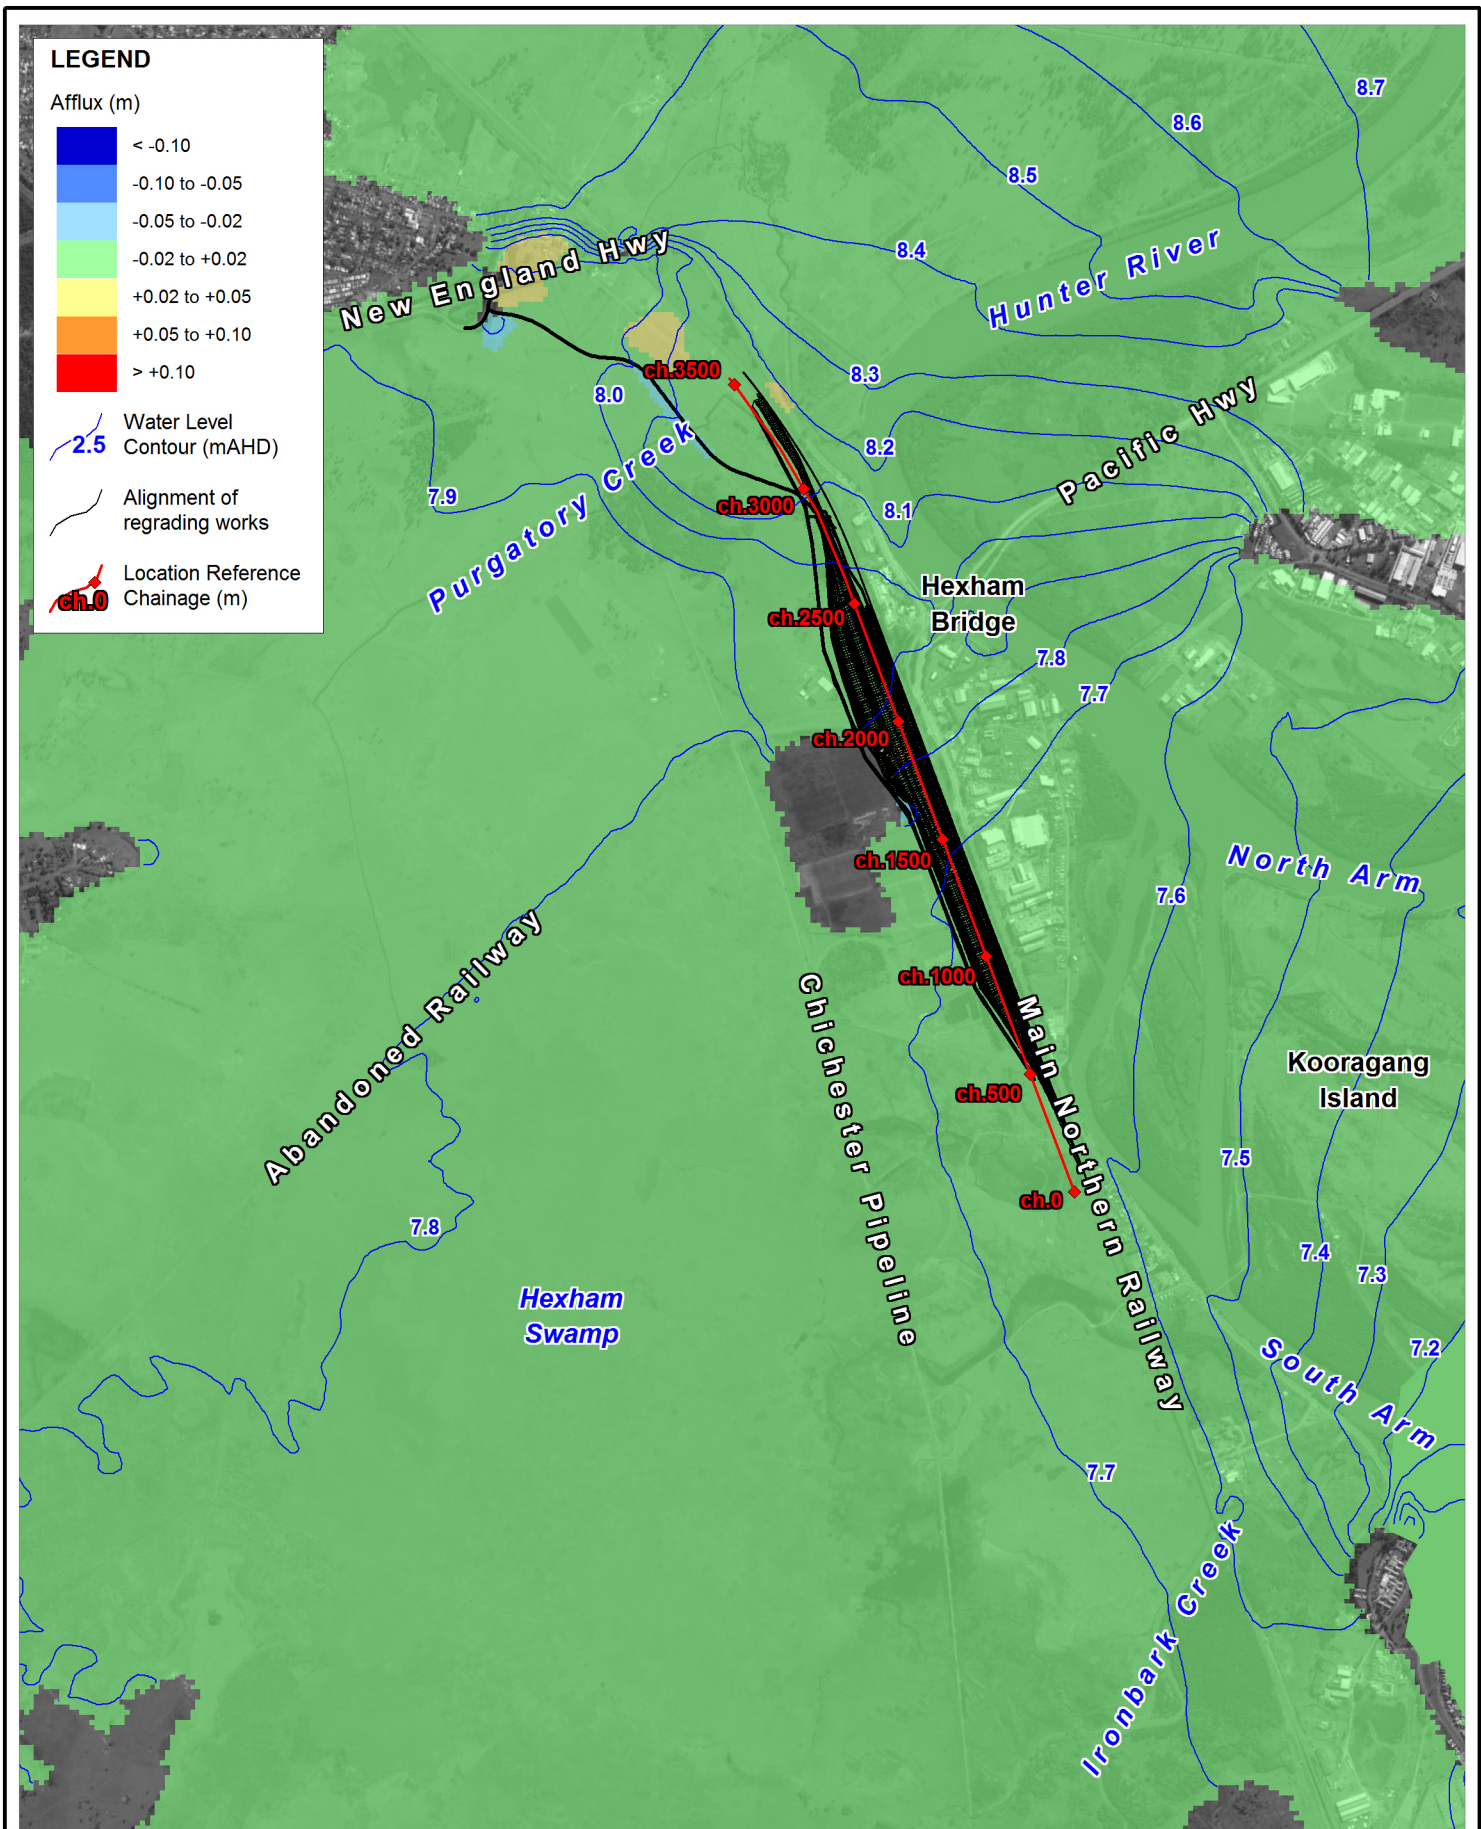 LEGEND
Afflux (m)
< -0.10
-0.10 to -0.05
-0.05 to -0.02
-0.02 to +0.02
+0.02 to +0.05
+0.05 to +0.10
> +0.10
2.5
Water Level
Contour (mAHD)
Alignment of
regrading works
ch.0
Location Reference
Chainage (m)
8.7
8.6
8.5
8.4
New England Hwy
Hunter River
ch.3500
8.3
8.0
Pacific Hwy
8.2
Purgatory Creek
7.9
ch.3000
8.1
Hexham
Bridge
ch.2500
7.8
7.7
ch.2000
ch.1500
North Arm
7.6
Abandoned Railway
ch.1000
Chichester Pipeline
Main Northern Railway
Kooragang
Island
ch.500
7.5
ch.0
7.8
7.4
7.3
Hexham
Swamp
7.2
South Arm
7.7
Ironbark Creek